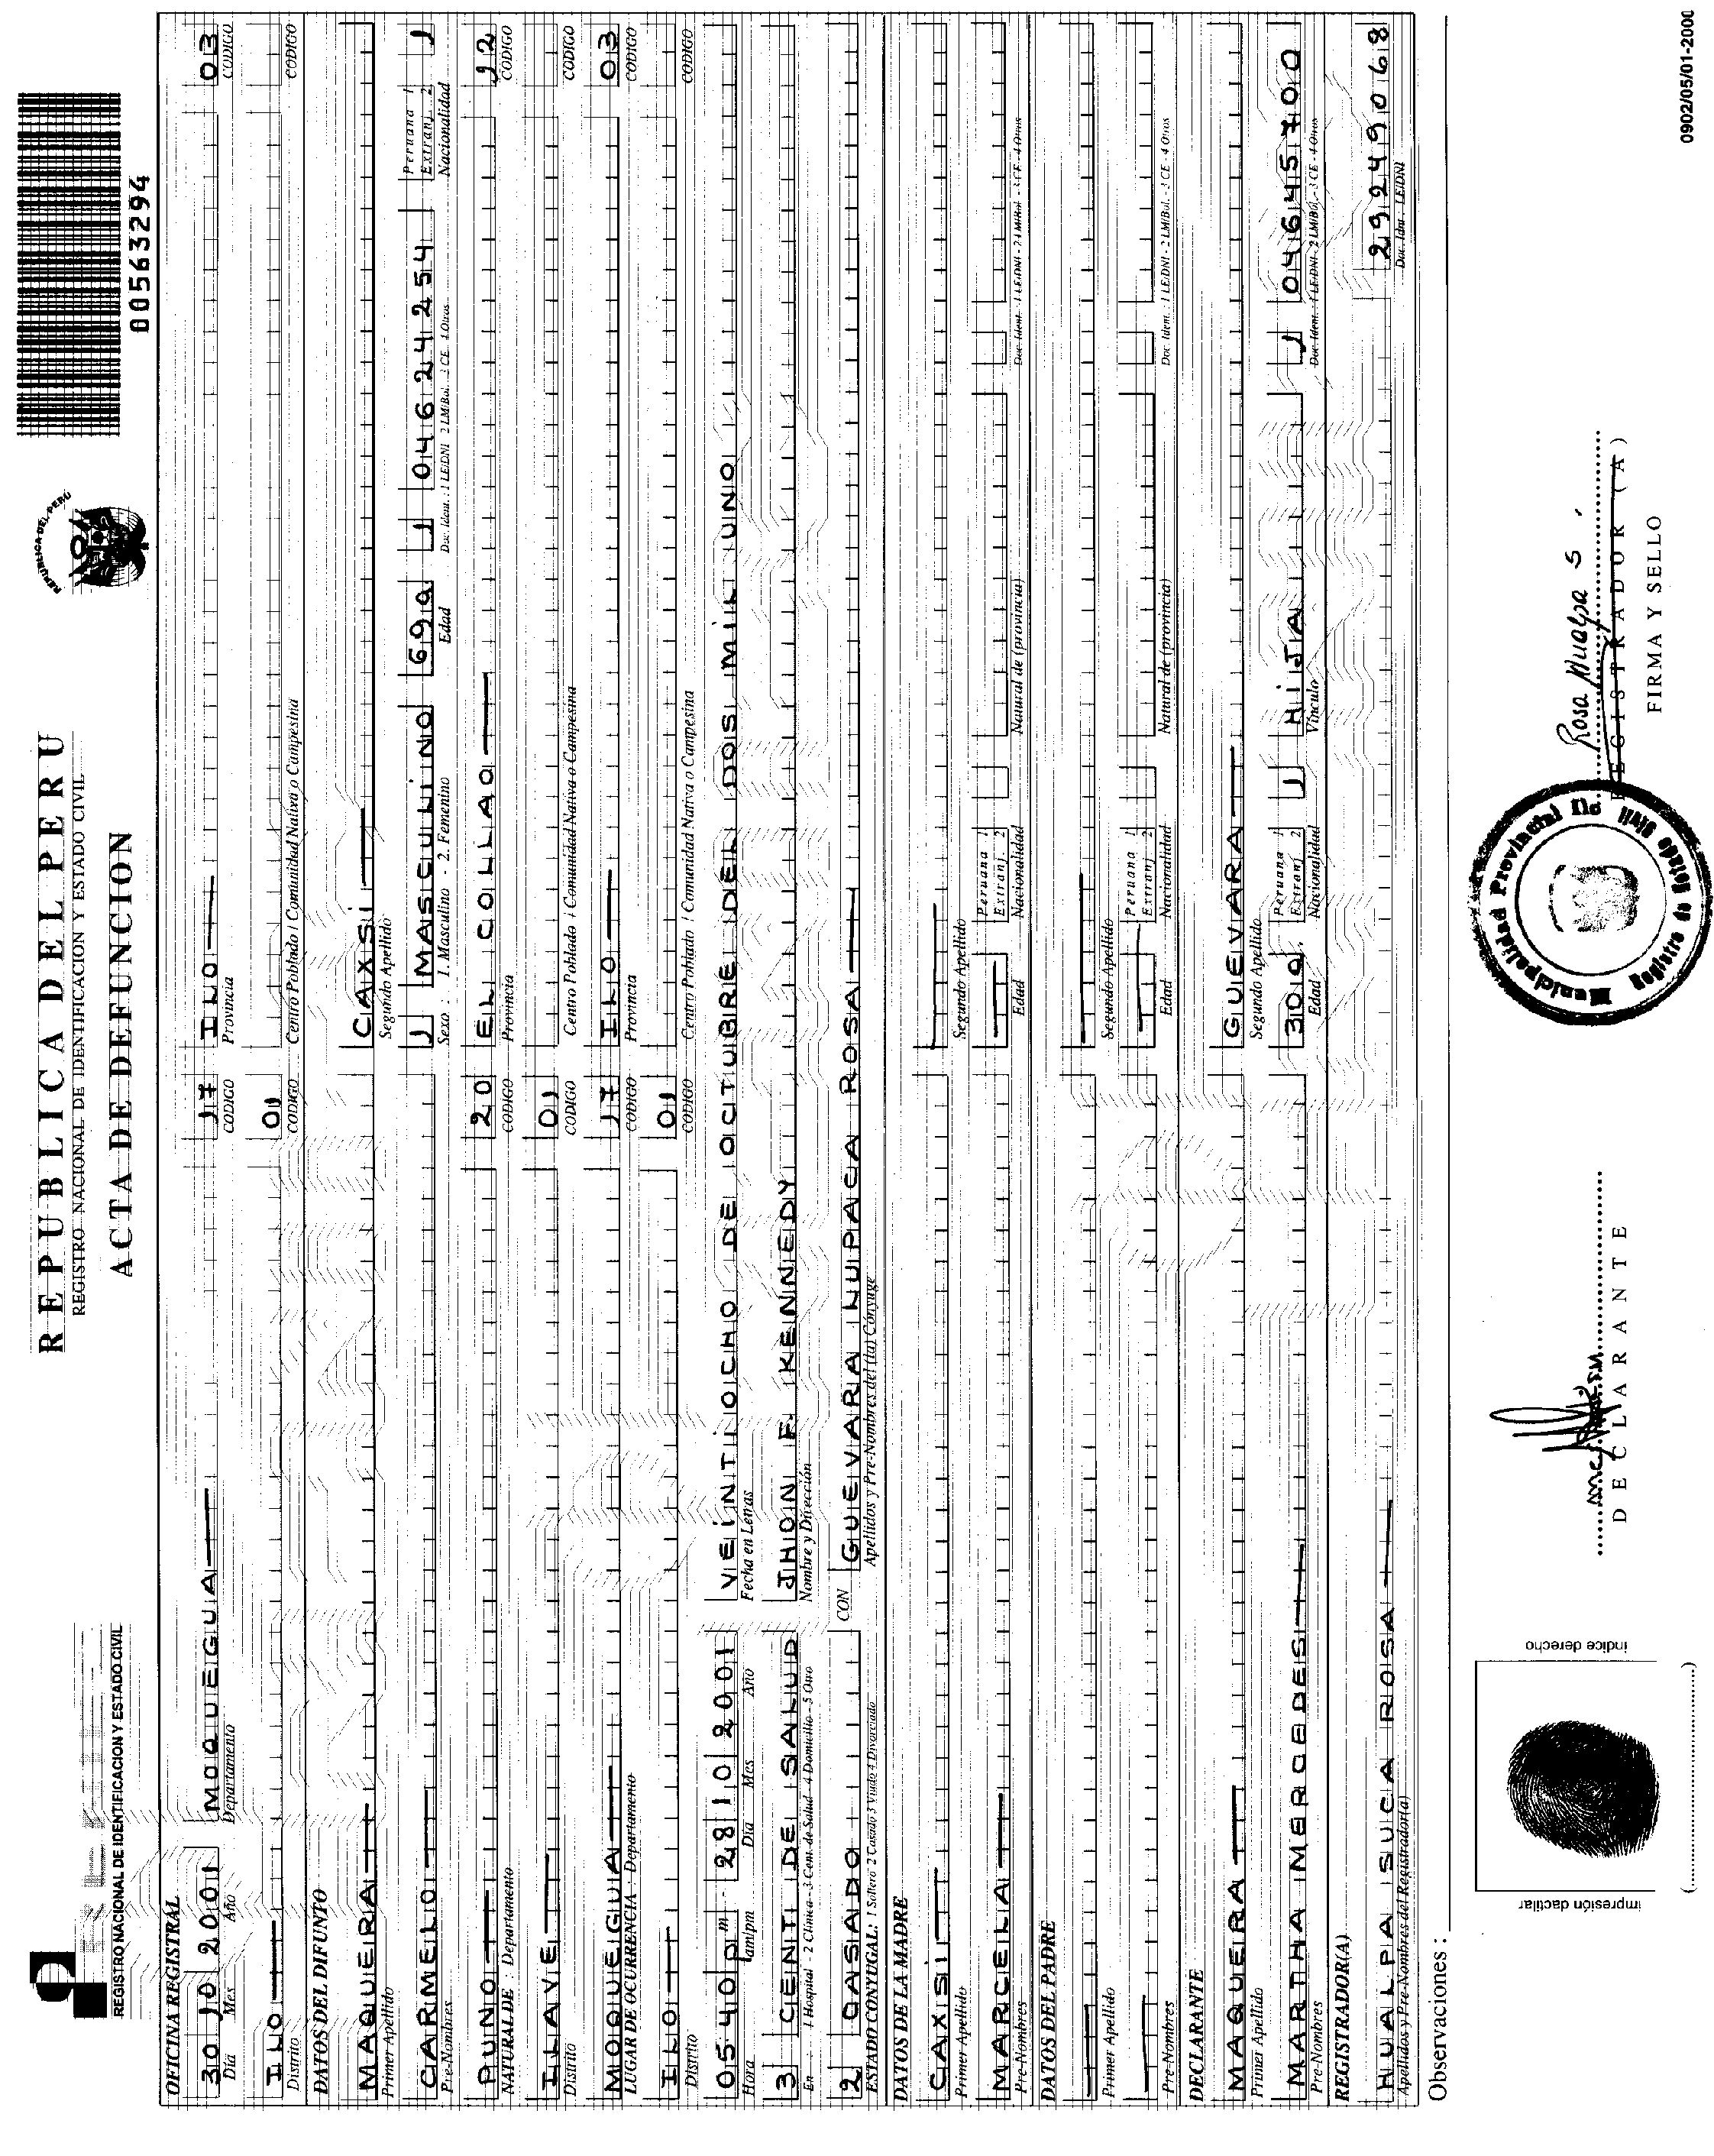 REPUBLICA DEL PERU
REGISTRO NACIONAL DE IDENTIFICACION Y ESTADO CIVIL
ACTA DE DEFUNCION
REGISTRO NACIONAL DE IDENTIFICACION Y ESTADO CIVIL
REPUBLICA DEL PERÚ
00563294
OFICINA REGISTRAL
30 10 2001 MOQUEGUA 17 ILO 03
Día Mes Año Departamento CODIGO Provincia CODIGO
ILO 01
Distrito CODIGO Centro Poblado / Comunidad Nativa o Campesina CODIGO
DATOS DEL DIFUNTO
MAQUERA CAXSI
Primer Apellido Segundo Apellido
CARMELO 1 MASCULINO 69a 1 04624254 Peruana 1 Extranj. 2 1
Pre-Nombres Sexo : 1. Masculino - 2. Femenino Edad Doc. Ident. : 1 LE/DNI 2 LM/Bol. 3 CE 4 Otros Nacionalidad
PUNO 20 EL COLLAO 12
NATURAL DE : Departamento CODIGO Provincia CODIGO
ILAVE 01
Distrito CODIGO Centro Poblado / Comunidad Nativa o Campesina CODIGO
MOQUEGUA 17 ILO 03
LUGAR DE OCURRENCIA : Departamento CODIGO Provincia CODIGO
ILO 01
Distrito CODIGO Centro Poblado / Comunidad Nativa o Campesina CODIGO
05 40 pm 28 10 2001 VEINTIOCHO DE OCTUBRE DEL DOS MIL UNO
Hora am/pm Día Mes Año Fecha en Letras
3 CENT DE SALUD JHON F KENNEDY
En : 1 Hospital 2 Clínica 3 Cent. de Salud 4 Domicilio 5 Otro Nombre y Dirección
2 CASADO CON GUEVARA LUPACA ROSA
ESTADO CONYUGAL: 1 Soltero 2 Casado 3 Viudo 4 Divorciado Apellidos y Pre-Nombres del (la) Cónyuge
DATOS DE LA MADRE
CAXSI
Primer Apellido Segundo Apellido
MARCELA Peruana 1 Extranj. 2
Pre-Nombres Edad Nacionalidad Natural de (provincia) Doc. Ident. : 1 LE/DNI - 2 LM/Bol. - 3 CE - 4 Otros
DATOS DEL PADRE
Primer Apellido Segundo Apellido
Peruana 1 Extranj. 2
Pre-Nombres Edad Nacionalidad Natural de (provincia) Doc. Ident. : 1 LE/DNI - 2 LM/Bol. - 3 CE - 4 Otros
DECLARANTE
MAQUERA GUEVARA
Primer Apellido Segundo Apellido
MARTHA MERCEDES 30a. Peruana 1 Extranj. 2 1 HIJA 1 04645700
Pre-Nombres Edad Nacionalidad Vínculo Doc. Ident. : 1 LE/DNI - 2 LM/Bol. - 3 CE - 4 Otros
REGISTRADOR(A)
HUALPA SUCA ROSA 29249068
Apellidos y Pre-Nombres del Registrador(a) Doc. Iden. : LE/DNI
Observaciones :
impresión dactilar
índice derecho
(....................................)
DECLARANTE
Municipalidad Provincial Ilo
Registro de Estado Civil
Rosa Hualpa S.
REGISTRADOR (A)
FIRMA Y SELLO
0902/05/01-2000